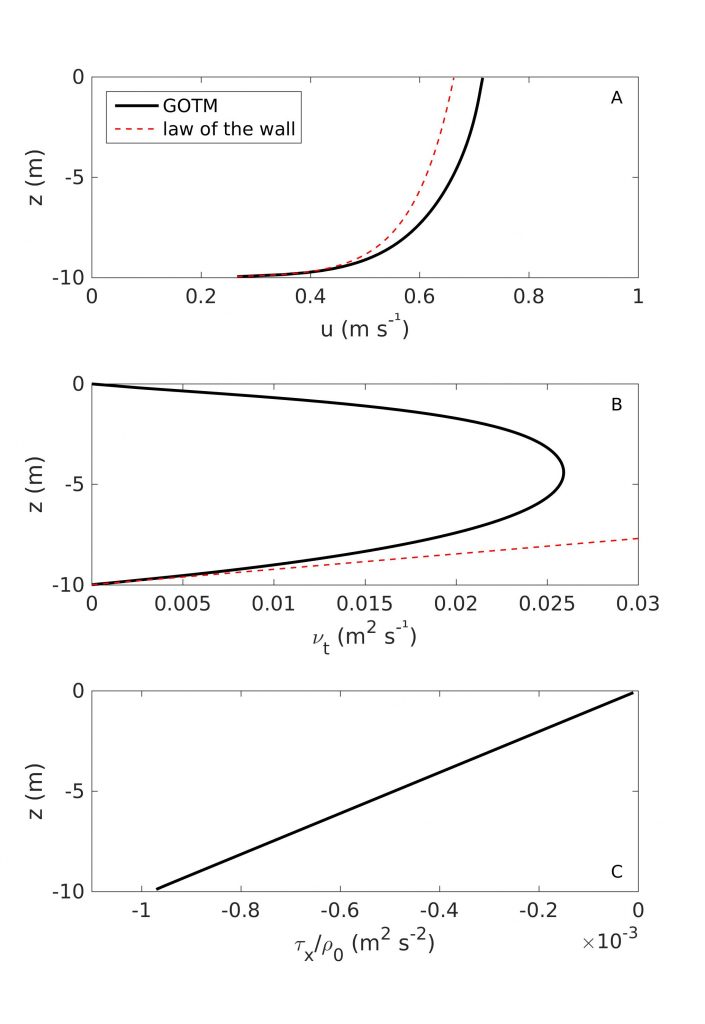 0
A
GOTM
law of the wall
z (m)
-5
-10
0 0.2 0.4 0.6 0.8 1
u (m s⁻¹)
0
B
z (m)
-5
-10
0 0.005 0.01 0.015 0.02 0.025 0.03
νₜ (m² s⁻¹)
0
z (m)
-5
C
-10
-1 -0.8 -0.6 -0.4 -0.2 0
τₓ/ρ₀ (m² s⁻²)
×10⁻³